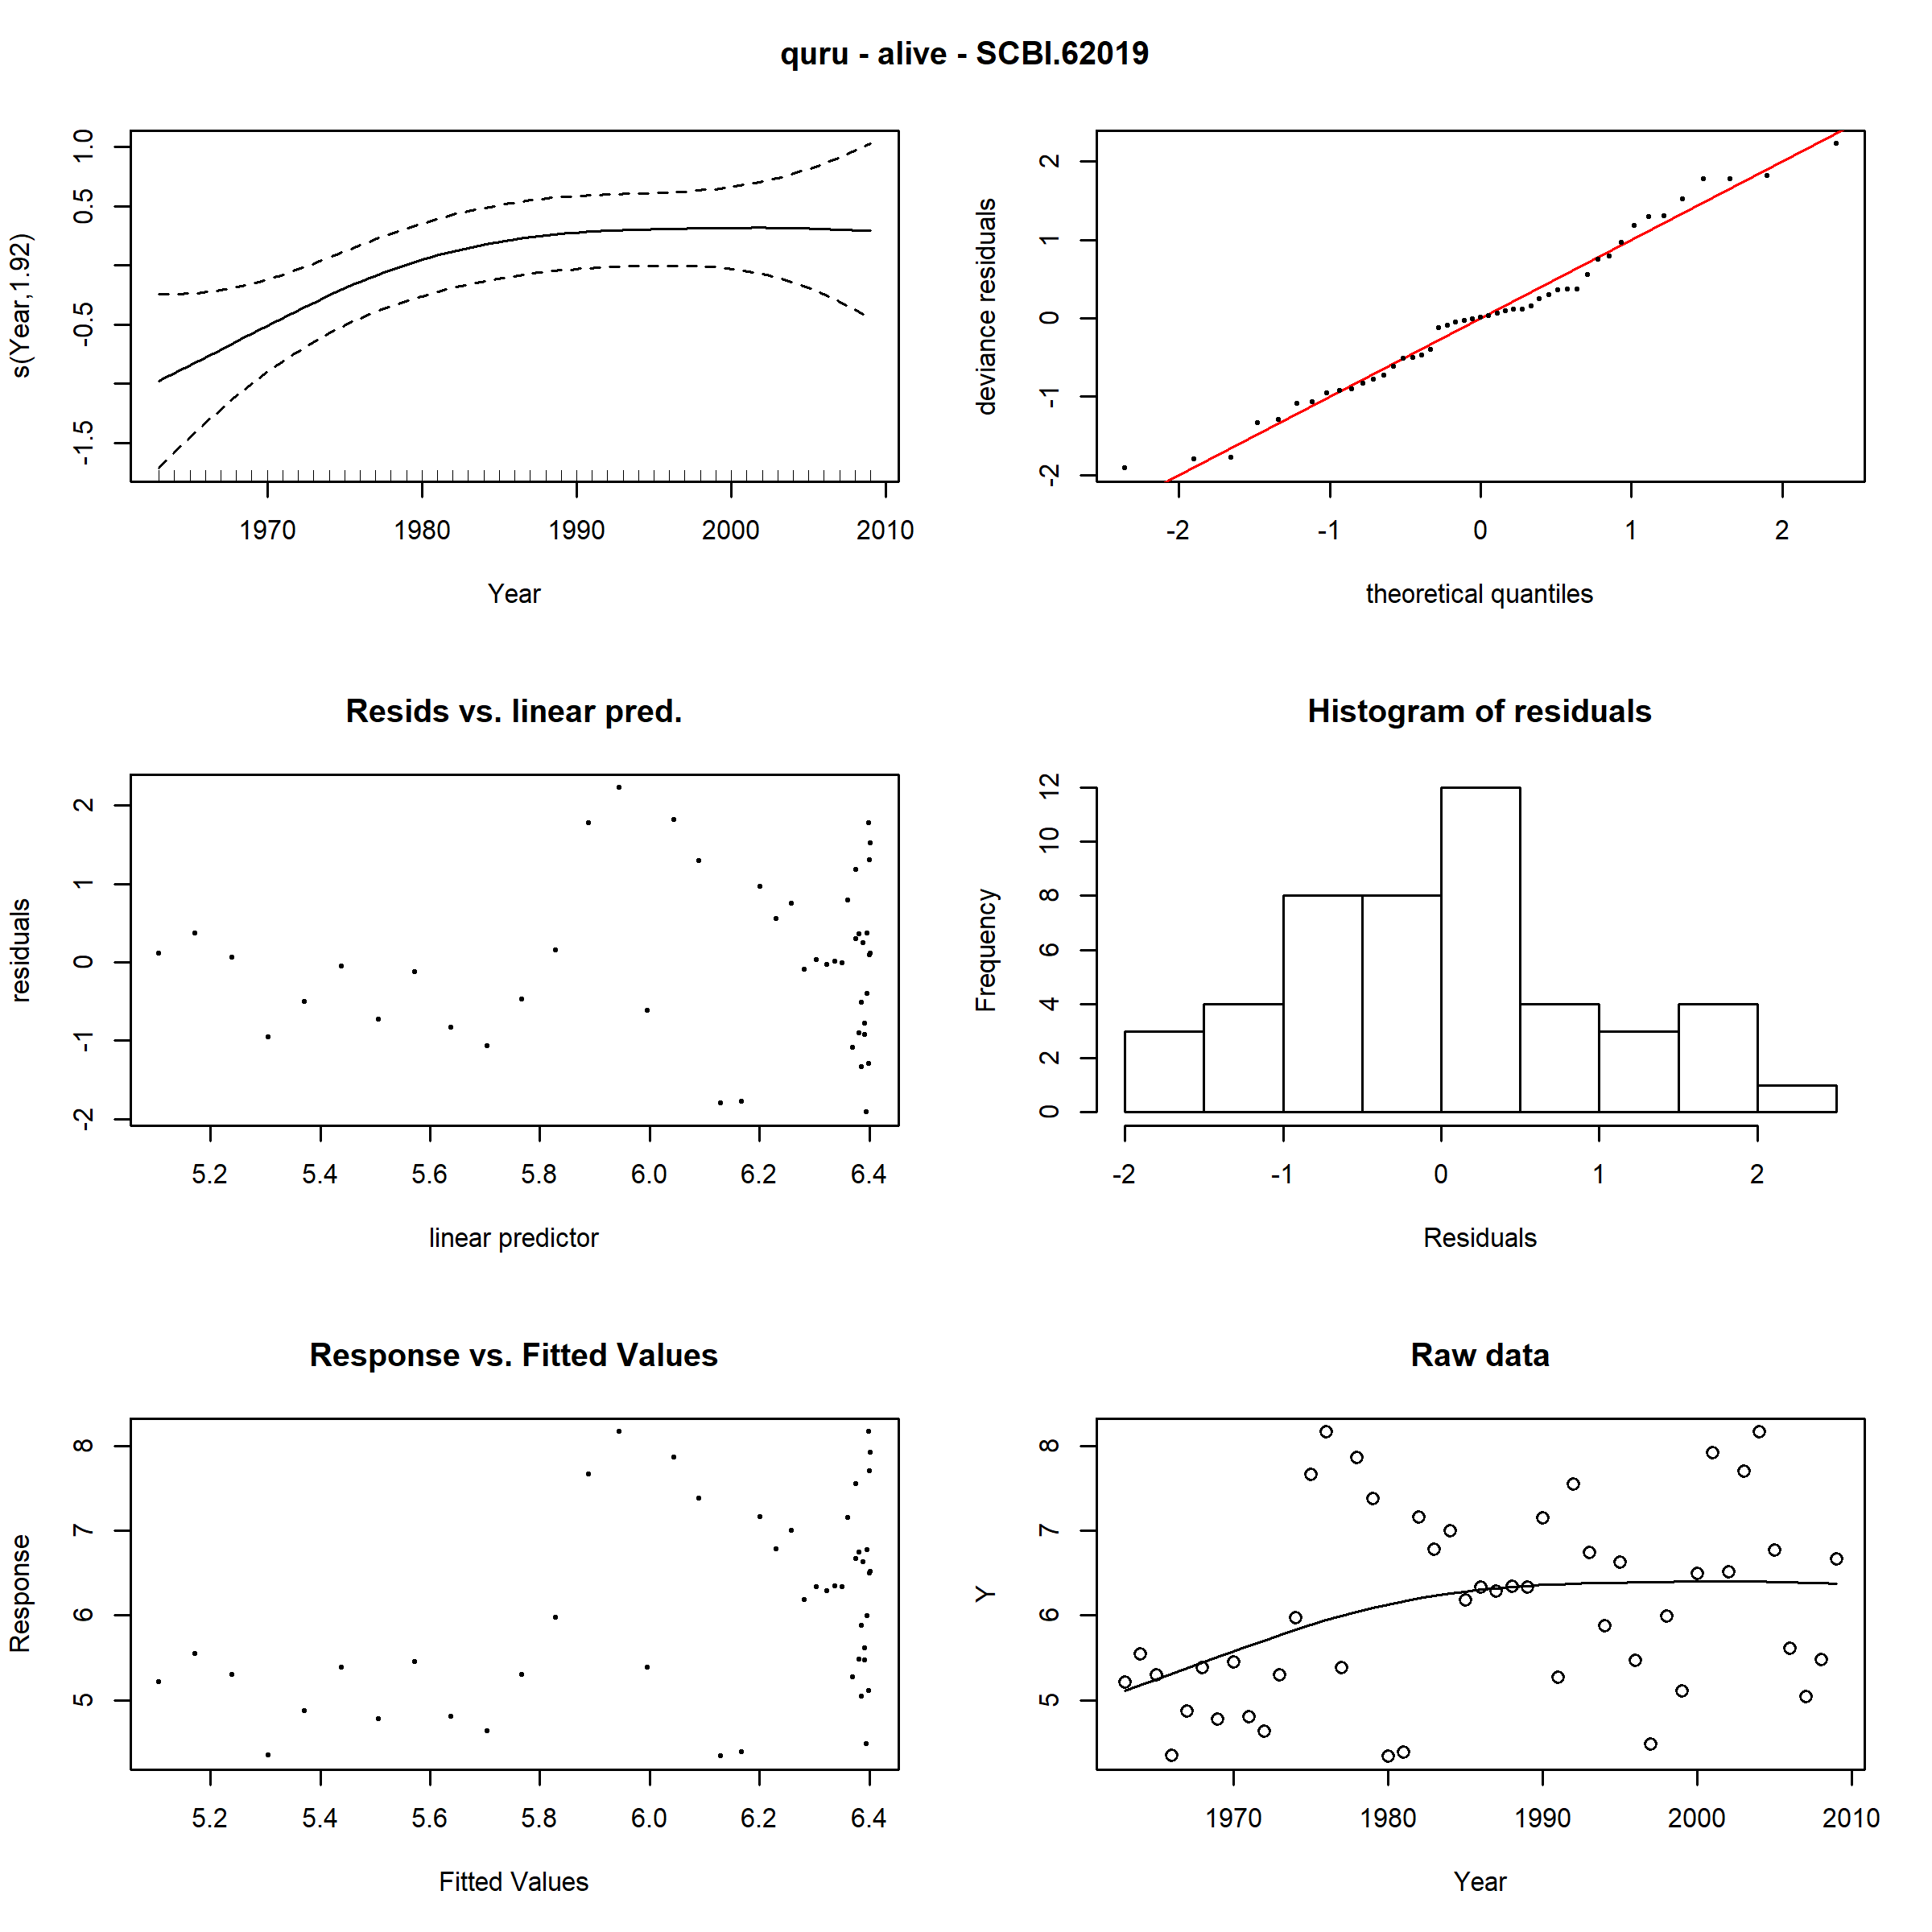 quru - alive - SCBI.62019
s(Year,1.92)
1.0
0.5
-0.5
-1.5
1970 1980 1990 2000 2010
Year
deviance residuals
2
1
0
-1
-2
-2 -1 0 1 2
theoretical quantiles
Resids vs. linear pred.
residuals
2
1
0
-1
-2
5.2 5.4 5.6 5.8 6.0 6.2 6.4
linear predictor
Histogram of residuals
Frequency
12
10
8
6
4
2
0
-2 -1 0 1 2
Residuals
Response vs. Fitted Values
Response
8
7
6
5
5.2 5.4 5.6 5.8 6.0 6.2 6.4
Fitted Values
Raw data
Y
8
7
6
5
1970 1980 1990 2000 2010
Year